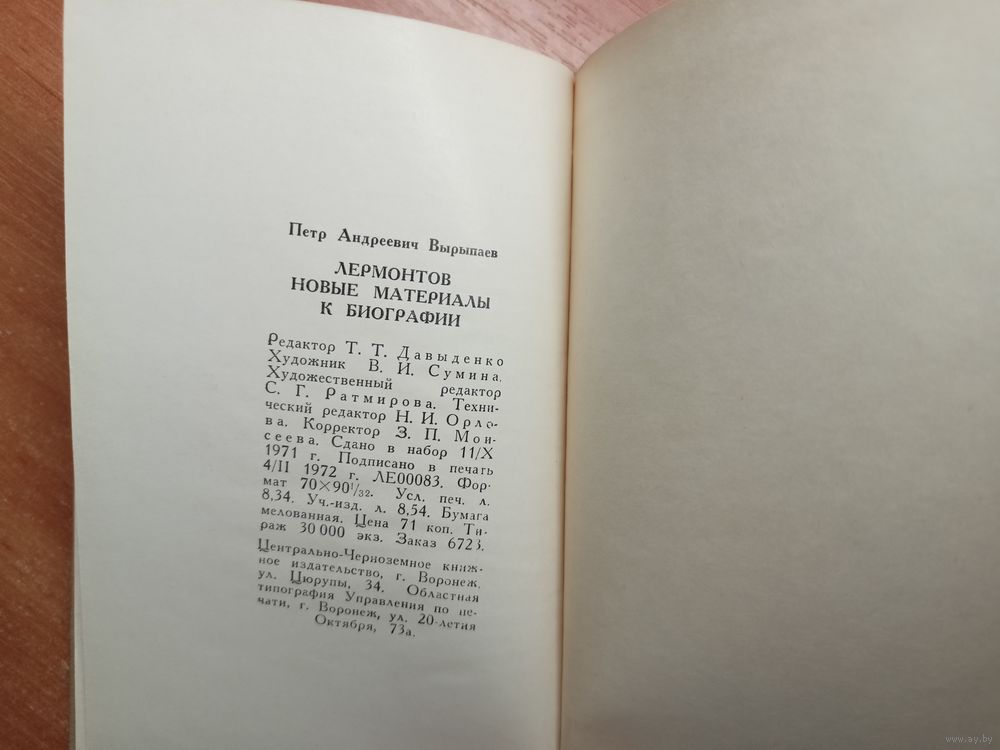 Петр Андреевич Вырыпаев
ЛЕРМОНТОВ
НОВЫЕ МАТЕРИАЛЫ
К БИОГРАФИИ
Редактор Т. Т. Давыденко
Художник В. И. Сумина.
Художественный редактор
С. Г. Ратмирова. Техни-
ческий редактор Н. И. Орло-
ва. Корректор З. П. Мои-
сеева. Сдано в набор 11/X
1971 г. Подписано в печать
4/II 1972 г. ЛЕ00083. Фор-
мат 70×90¹/₃₂. Усл. печ. л.
8,34. Уч.-изд. л. 8,54. Бумага
мелованная. Цена 71 коп. Ти-
раж 30 000 экз. Заказ 6723.
Центрально-Черноземное книж-
ное издательство, г. Воронеж,
ул. Цюрупы, 34. Областная
типография Управления по пе-
чати, г. Воронеж, ул. 20-летия
Октября, 73а.
www.ay.by